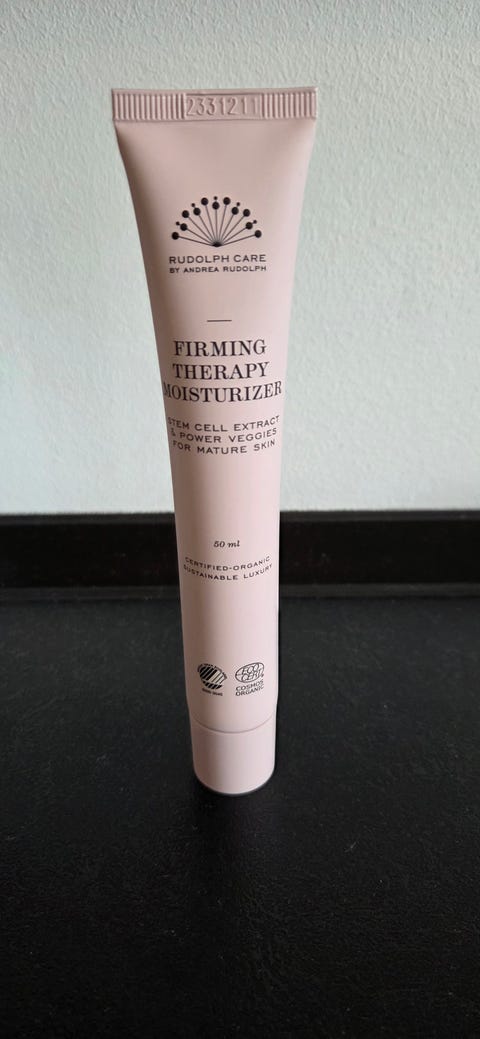 2331211
RUDOLPH CARE
BY ANDREA RUDOLPH
FIRMING
THERAPY
MOISTURIZER
STEM CELL EXTRACT
& POWER VEGGIES
FOR MATURE SKIN
50 ml
CERTIFIED-ORGANIC
SUSTAINABLE LUXURY
ECO
CERT
COSMOS
ORGANIC